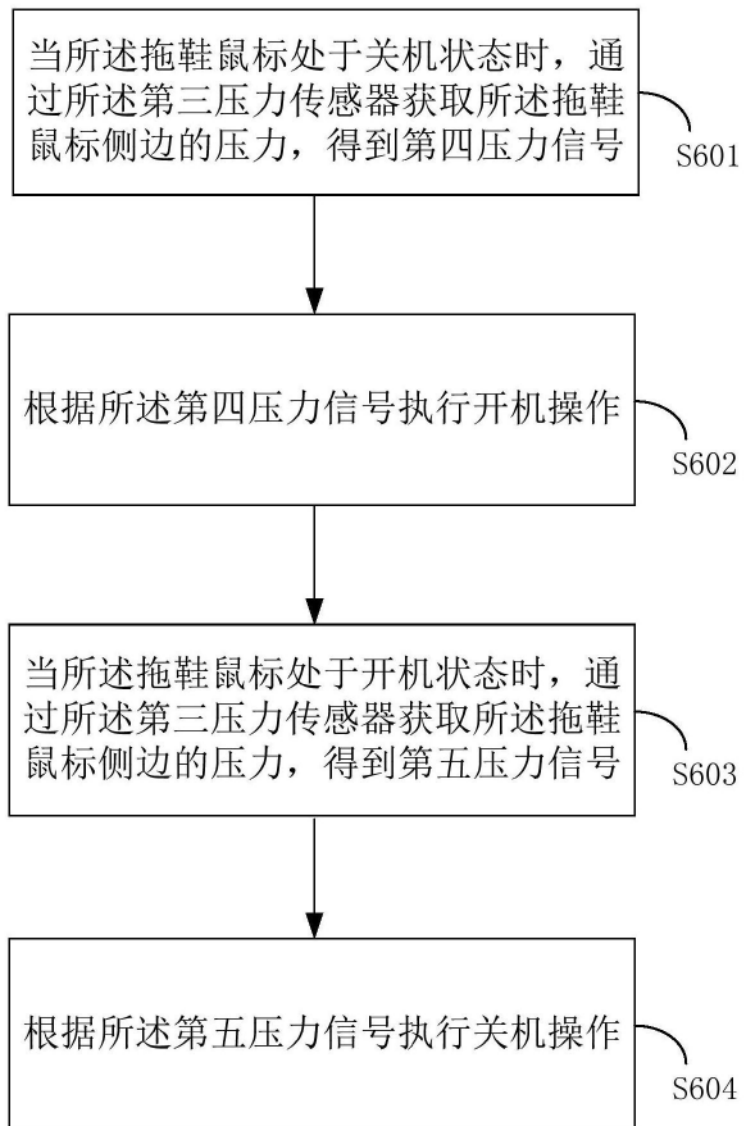 当所述拖鞋鼠标处于关机状态时，通
过所述第三压力传感器获取所述拖鞋
鼠标侧边的压力，得到第四压力信号
S601
根据所述第四压力信号执行开机操作
S602
当所述拖鞋鼠标处于开机状态时，通
过所述第三压力传感器获取所述拖鞋
鼠标侧边的压力，得到第五压力信号
S603
根据所述第五压力信号执行关机操作
S604